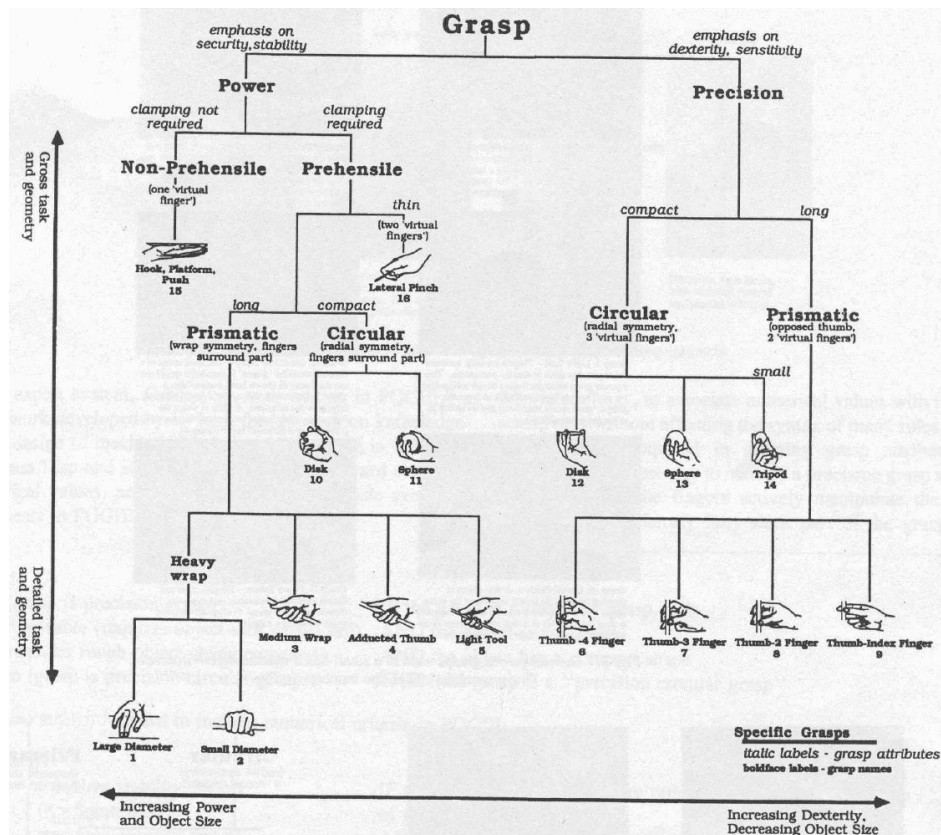 Grasp
emphasis on
security, stability
emphasis on
dexterity, sensitivity
Power
Precision
clamping not
required
clamping
required
Non-Prehensile
(one 'virtual
finger')
Prehensile
Gross task
and geometry
thin
(two 'virtual
fingers')
compact
long
Hook, Platform,
Push
15
Lateral Pinch
16
long
compact
Prismatic
(wrap symmetry, fingers
surround part)
Circular
(radial symmetry,
fingers surround part)
Circular
(radial symmetry,
3 'virtual fingers')
Prismatic
(opposed thumb,
2 'virtual fingers')
small
Disk
10
Sphere
11
Disk
12
Sphere
13
Tripod
14
Heavy
wrap
Detailed task
and geometry
Medium Wrap
3
Adducted Thumb
4
Light Tool
5
Thumb -4 Finger
6
Thumb-3 Finger
7
Thumb-2 Finger
8
Thumb-Index Finger
9
Large Diameter
1
Small Diameter
2
Specific Grasps
italic labels - grasp attributes
boldface labels - grasp names
Increasing Power
and Object Size
Increasing Dexterity,
Decreasing Object Size